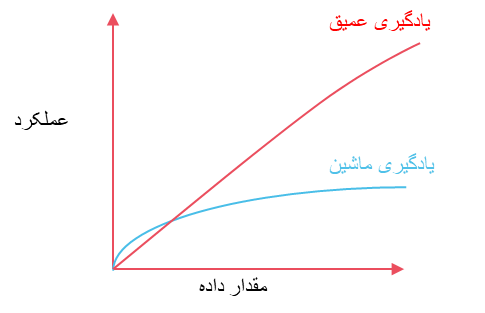 یادگیری عمیق
عملکرد
یادگیری ماشین
مقدار داده